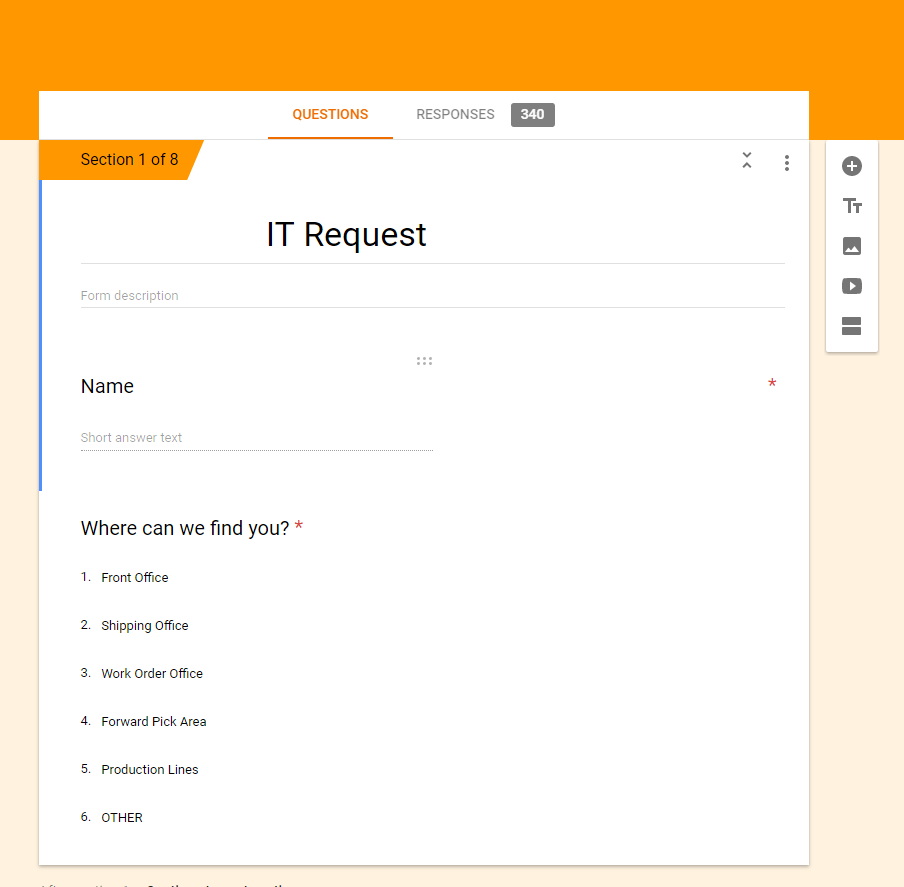 QUESTIONS RESPONSES 340
Section 1 of 8
IT Request
Form description
Name *
Short answer text
Where can we find you? *
1. Front Office
2. Shipping Office
3. Work Order Office
4. Forward Pick Area
5. Production Lines
6. OTHER